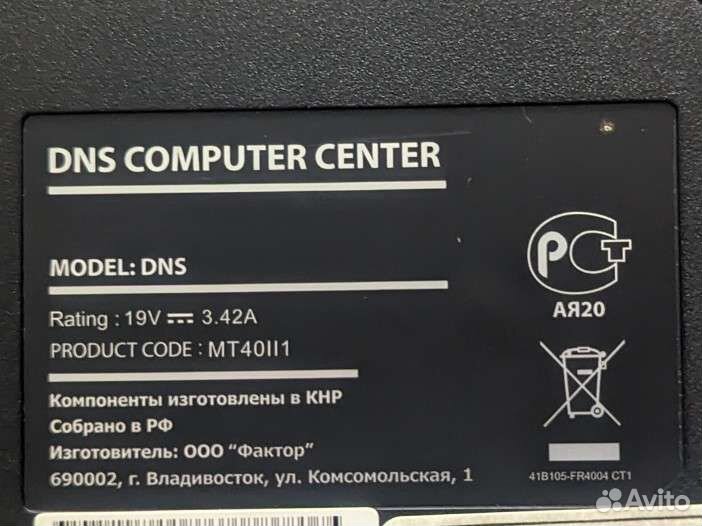 DNS COMPUTER CENTER
MODEL: DNS
Rating : 19V 3.42A
PRODUCT CODE : MT40II1
Компоненты изготовлены в КНР
Собрано в РФ
Изготовитель: ООО “Фактор”
690002, г. Владивосток, ул. Комсомольская, 1
РСТ
АЯ20
41B105-FR4004 CT1
Avito